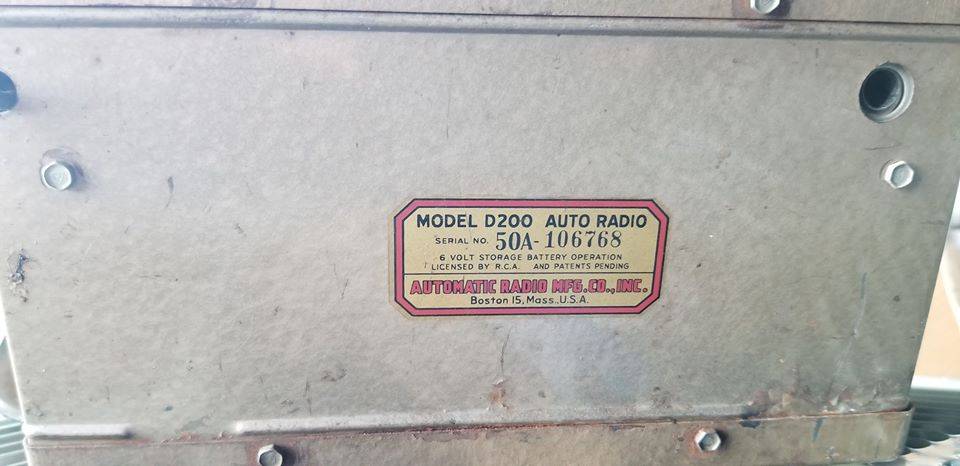 MODEL D200 AUTO RADIO
SERIAL NO. 50A-106768
6 VOLT STORAGE BATTERY OPERATION
LICENSED BY R.C.A. AND PATENTS PENDING
AUTOMATIC RADIO MFG. CO., INC.
Boston 15, Mass., U.S.A.